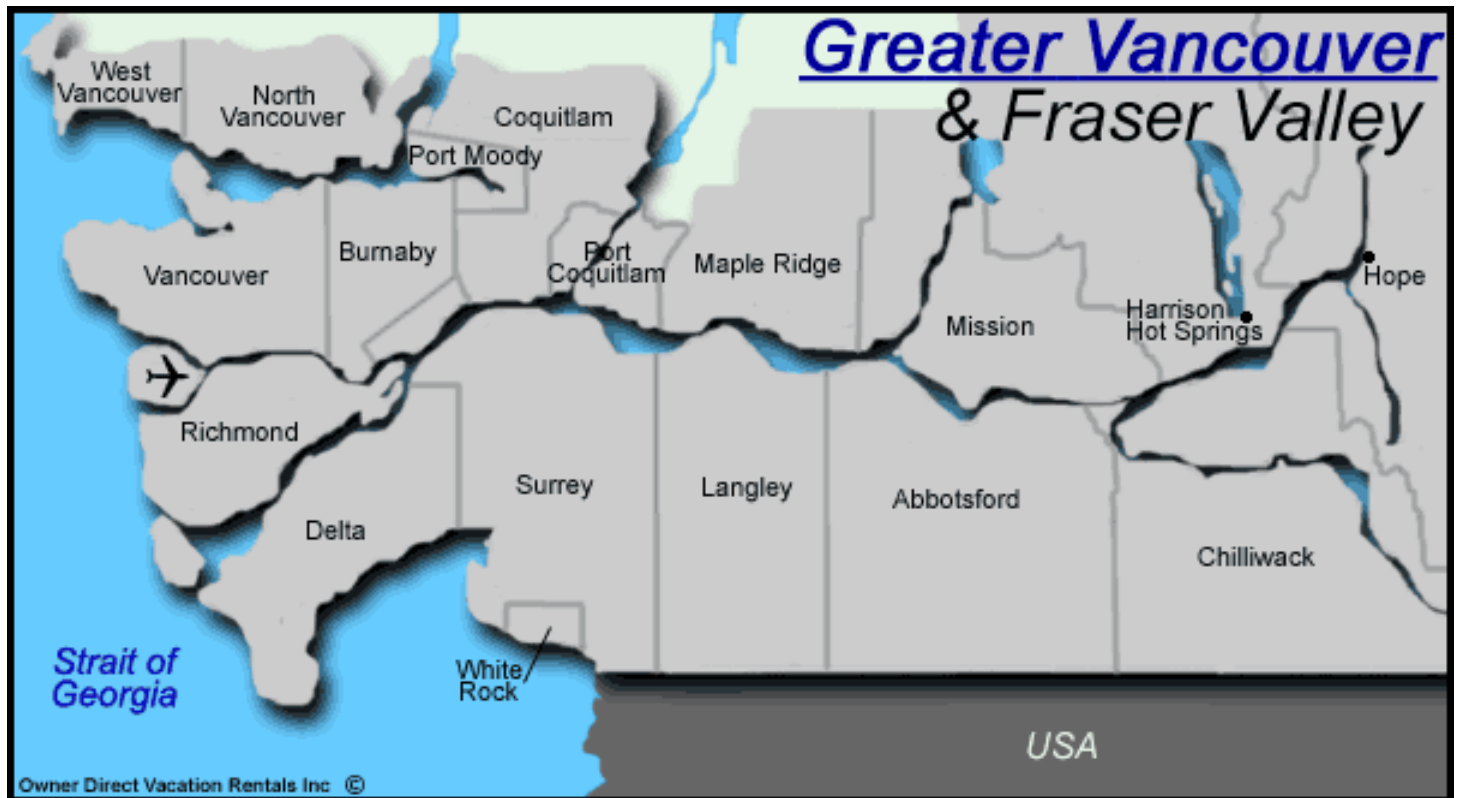 Greater Vancouver
& Fraser Valley
West
Vancouver
North
Vancouver
Coquitlam
Port Moody
Vancouver
Burnaby
Port
Coquitlam
Maple Ridge
Mission
Harrison
Hot Springs
Hope
Richmond
Delta
Surrey
Langley
Abbotsford
Chilliwack
White
Rock
Strait of
Georgia
USA
Owner Direct Vacation Rentals Inc ©